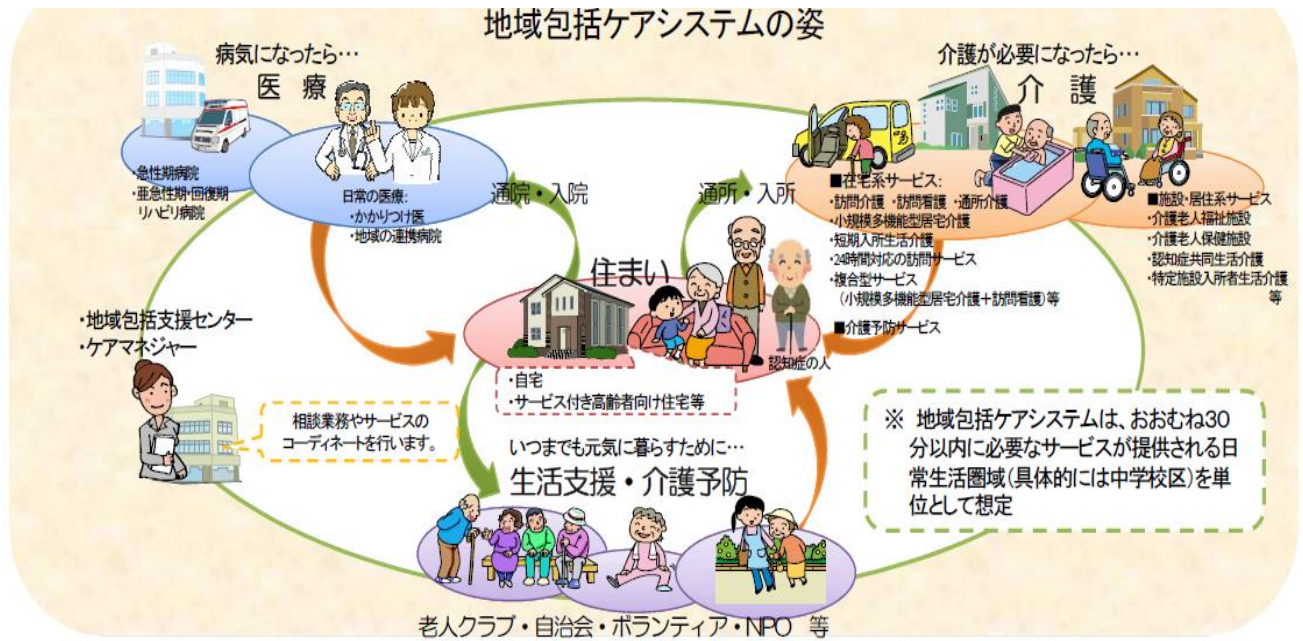 地域包括ケアシステムの姿
病気になったら…
医 療
・急性期病院
・亜急性期・回復期
リハビリ病院
日常の医療:
・かかりつけ医
・地域の連携病院
通院・入院
通所・入所
介護が必要になったら…
介 護
■在宅系サービス:
・訪問介護 ・訪問看護 ・通所介護
・小規模多機能型居宅介護
・短期入所生活介護
・24時間対応の訪問サービス
・複合型サービス
(小規模多機能型居宅介護+訪問看護)等
■介護予防サービス
■施設・居住系サービス
・介護老人福祉施設
・介護老人保健施設
・認知症共同生活介護
・特定施設入所者生活介護
等
住まい
認知症の人
・自宅
・サービス付き高齢者向け住宅等
・地域包括支援センター
・ケアマネジャー
相談業務やサービスの
コーディネートを行います。
いつまでも元気に暮らすために…
生活支援・介護予防
老人クラブ・自治会・ボランティア・NPO 等
※ 地域包括ケアシステムは、おおむね30
分以内に必要なサービスが提供される日
常生活圏域(具体的には中学校区)を単
位として想定